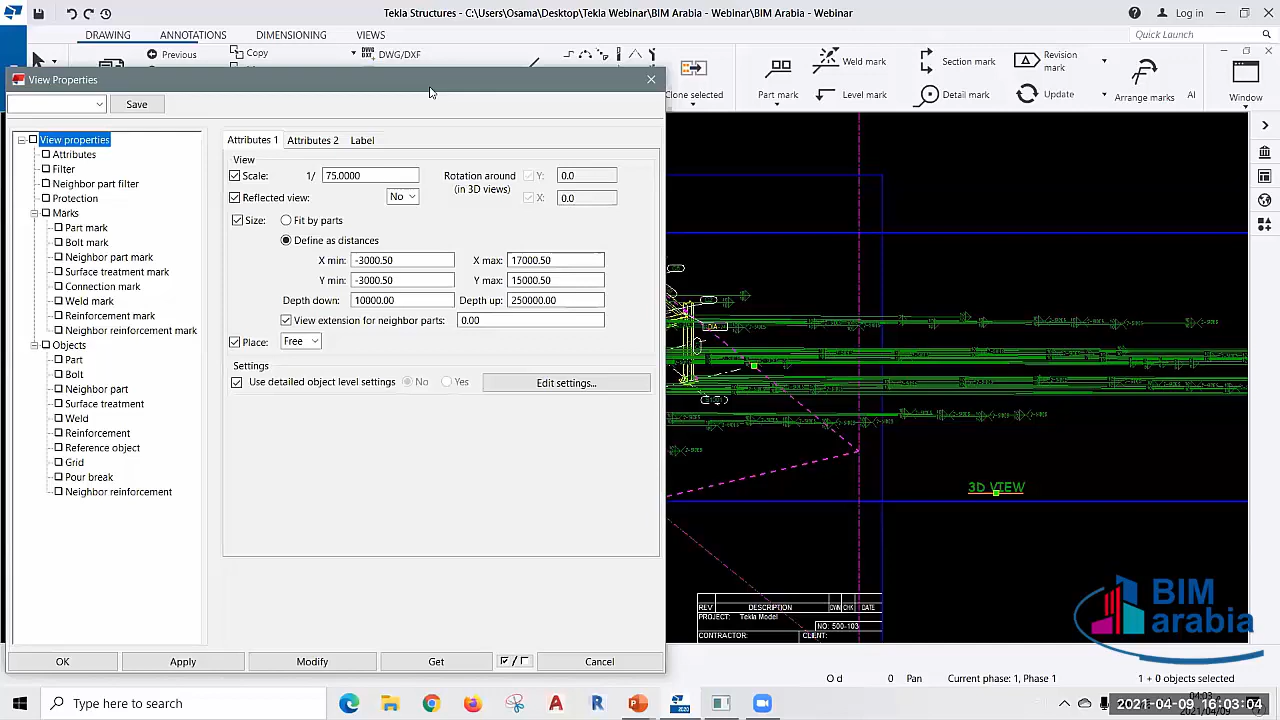 Tekla Structures - C:\Users\Osanna\Desktop\Tekla Webinar\BIM Arabia - Webinar\BIM Arabia - Webinar
Log in
DRAWING
ANNOTATIONS
DIMENSIONING
VIEWS
Quick Launch
Previous
Copy
DWG/DXF
Clone selected
Part mark
Weld mark
Level mark
Section mark
Detail mark
Revision mark
Update
Arrange marks
Window
View Properties
Save
View properties
Attributes
Filter
Neighbor part filter
Protection
Marks
Part mark
Bolt mark
Neighbor part mark
Surface treatment mark
Connection mark
Weld mark
Reinforcement mark
Neighbor reinforcement mark
Objects
Part
Bolt
Neighbor part
Surface treatment
Weld
Reinforcement
Reference object
Grid
Pour break
Neighbor reinforcement
Attributes 1 Attributes 2 Label
View
Scale: 1/ 75.0000
Rotation around Y: 0.0
(in 3D views) X: 0.0
Reflected view: No
Size: Fit by parts
Define as distances
X min: -3000.50 X max: 17000.50
Y min: -3000.50 Y max: 15000.50
Depth down: 10000.00 Depth up: 250000.00
View extension for neighbor parts: 0.00
Place: Free
Settings
Use detailed object level settings No Yes Edit settings...
OK Apply Modify Get Cancel
3D VIEW
REV DESCRIPTION DWN CHK DATE
PROJECT: Tekla Model
NO: 500-103
CONTRACTOR: CLIENT:
BIM
arabia
O d 0 Pan Current phase: 1, Phase 1 1 + 0 objects selected
Type here to search
2020
2021-04-09 16:03:04